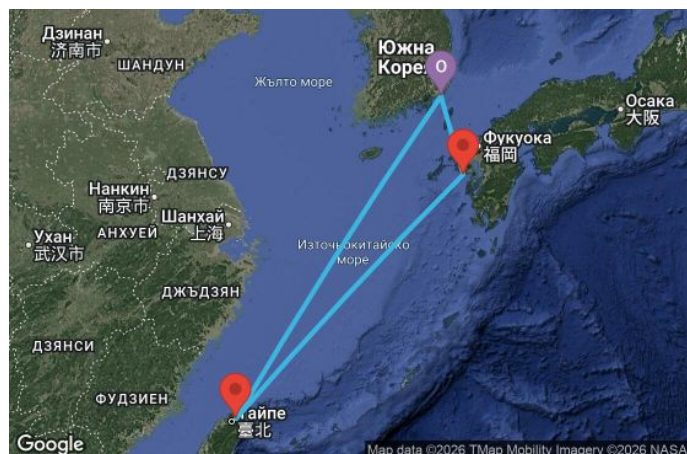 Дзинан
济南市
ШАНДУН
Южна
Корея
О
Жълто море
Осака
大阪
Фукуока
福岡
ДЗЯНСУ
Нанкин
南京市
Шанхай
上海
АНХУЕЙ
Ухан
武汉市
Източнокитайско
море
ДЖЪДЗЯН
ДЗЯНСИ
ФУДЗИЕН
Тайпе
臺北
Google
Map data ©2026 TMap Mobility Imagery ©2026 NASA